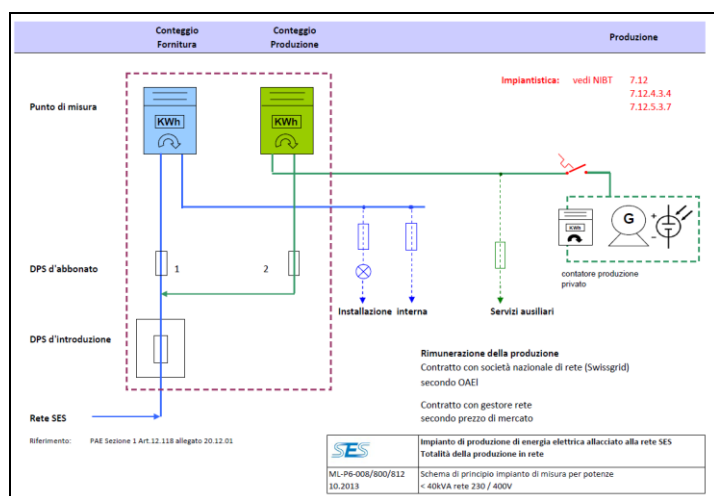 Conteggio
Fornitura
Conteggio
Produzione
Produzione
Impiantistica: vedi NIBT 7.12
7.12.4.3.4
7.12.5.3.7
Punto di misura
KWh
KWh
G
+
−
KWh
contatore produzione
privato
DPS d'abbonato
1
2
Installazione interna
Servizi ausiliari
DPS d'introduzione
Rimunerazione della produzione
Contratto con società nazionale di rete (Swissgrid)
secondo OAEl
Contratto con gestore rete
secondo prezzo di mercato
Rete SES
Riferimento: PAE Sezione 1 Art.12.118 allegato 20.12.01
SES
Impianto di produzione di energia elettrica allacciato alla rete SES
Totalità della produzione in rete
ML-P6-008/800/812
10.2013
Schema di principio impianto di misura per potenze
< 40kVA rete 230 / 400V